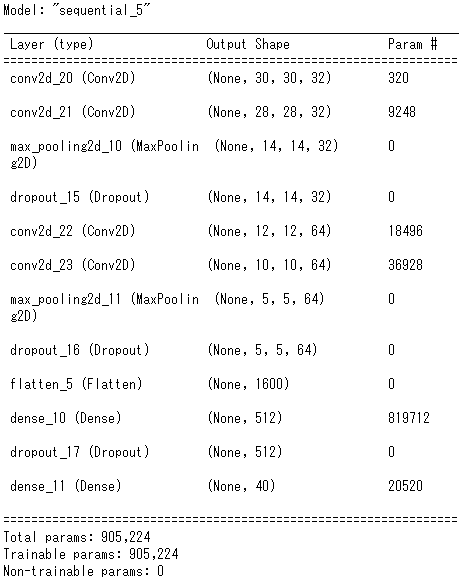 Model: "sequential_5"
Layer (type) Output Shape Param #
=================================================================
conv2d_20 (Conv2D) (None, 30, 30, 32) 320
conv2d_21 (Conv2D) (None, 28, 28, 32) 9248
max_pooling2d_10 (MaxPoolin (None, 14, 14, 32) 0
g2D)
dropout_15 (Dropout) (None, 14, 14, 32) 0
conv2d_22 (Conv2D) (None, 12, 12, 64) 18496
conv2d_23 (Conv2D) (None, 10, 10, 64) 36928
max_pooling2d_11 (MaxPoolin (None, 5, 5, 64) 0
g2D)
dropout_16 (Dropout) (None, 5, 5, 64) 0
flatten_5 (Flatten) (None, 1600) 0
dense_10 (Dense) (None, 512) 819712
dropout_17 (Dropout) (None, 512) 0
dense_11 (Dense) (None, 40) 20520
=================================================================
Total params: 905,224
Trainable params: 905,224
Non-trainable params: 0